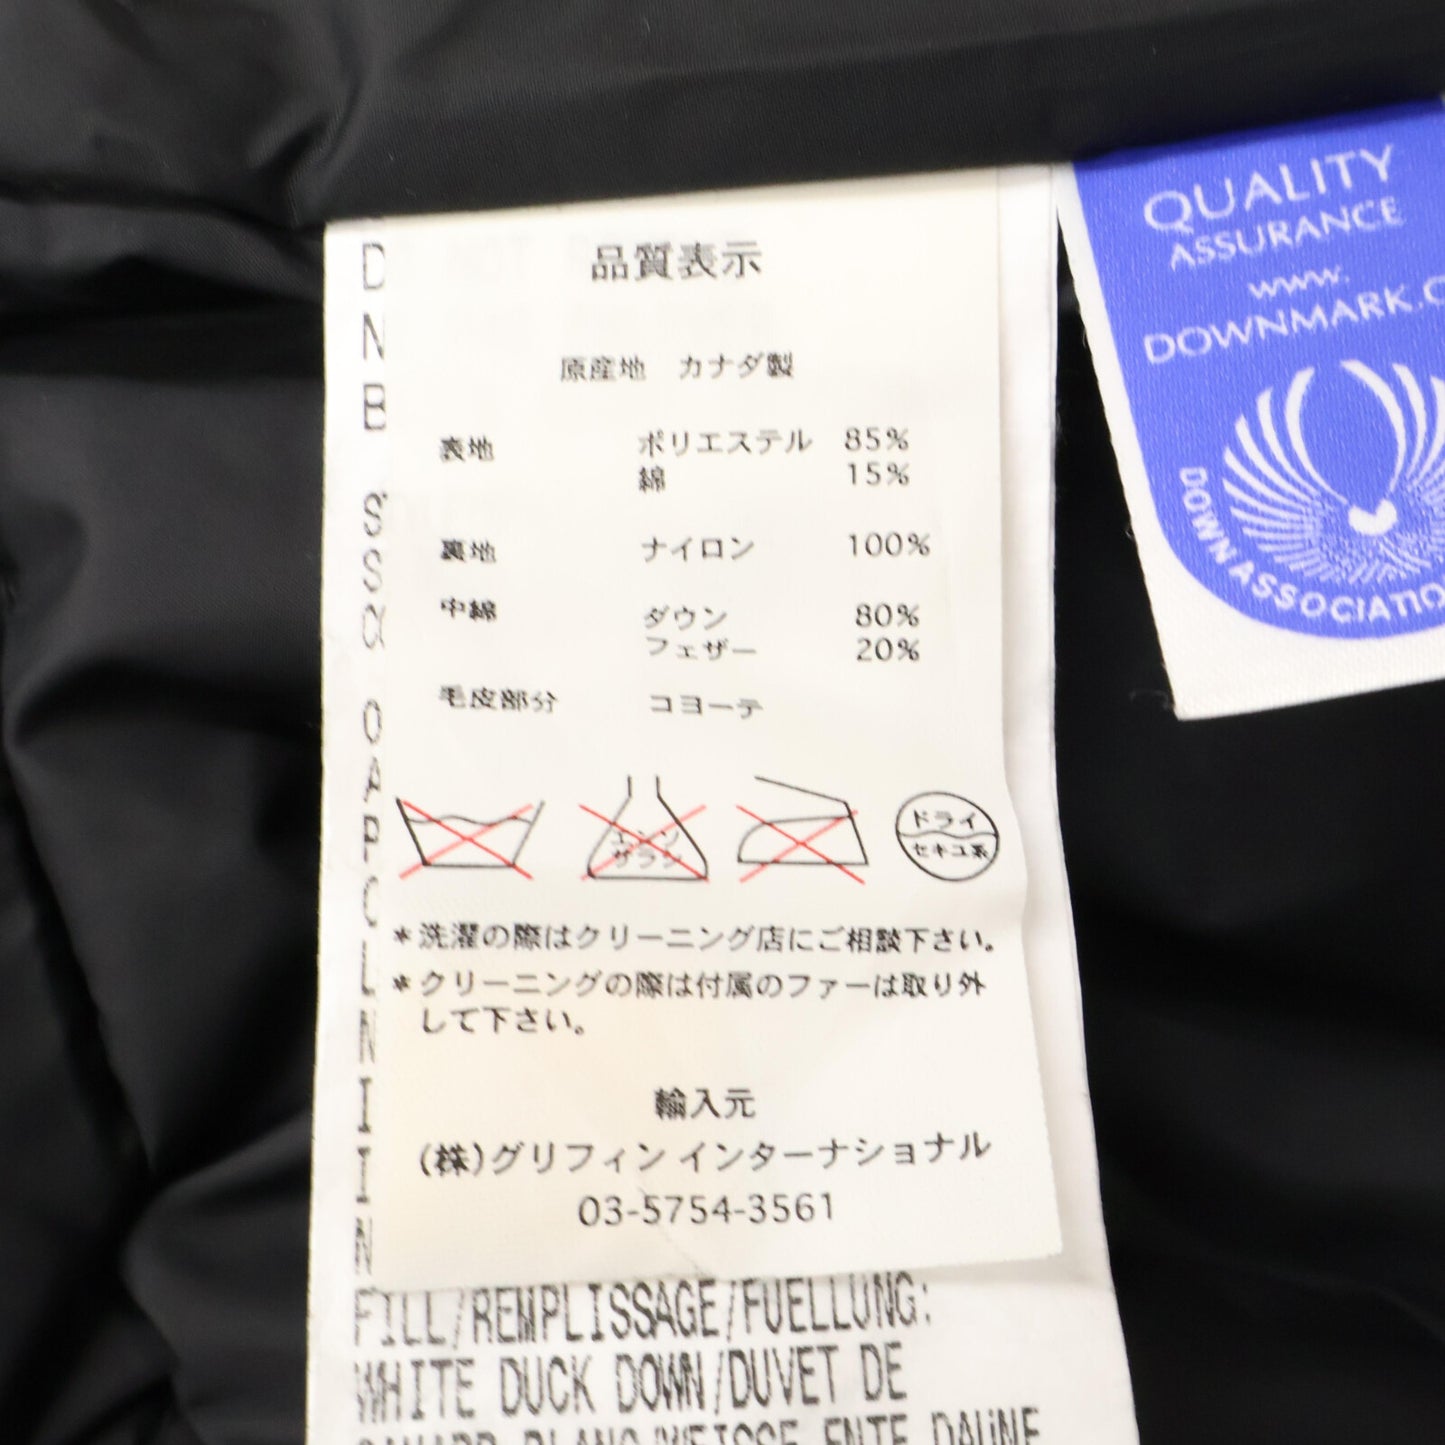 品質表示
原産地 カナダ製
表地 ポリエステル 85%
綿 15%
裏地 ナイロン 100%
中綿 ダウン 80%
フェザー 20%
毛皮部分 コヨーテ
エンソ
サラシ
ドライ
セキユ系
*洗濯の際はクリーニング店にご相談下さい。
*クリーニングの際は付属のファーは取り外
して下さい。
輸入元
(株)グリフィン インターナショナル
03-5754-3561
FILL/REMPLISSAGE/FUELLUNG:
WHITE DUCK DOWN/DUVET DE
QUALITY
ASSURANCE
www.
DOWNMARK.C
DOWN ASSOCIATIO